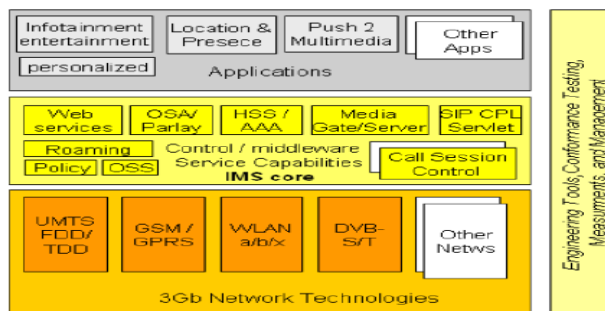 Infotainment
entertainment
Location &
Presece
Push 2
Multimedia
Other
Apps
personalized
Applications
Web
services
OSA/
Parlay
HSS /
AAA
Media
Gate/Server
SIP CPL
Servlet
Roaming
Policy
OSS
Control / middleware
Service Capabilities
IMS core
Call Session
Control
UMTS
FDD/
TDD
GSM /
GPRS
WLAN
a/b/x
DVB-
S/T
Other
Netws
3Gb Network Technologies
Engineering Tools,Conformance Testing,
Measurments, and Management